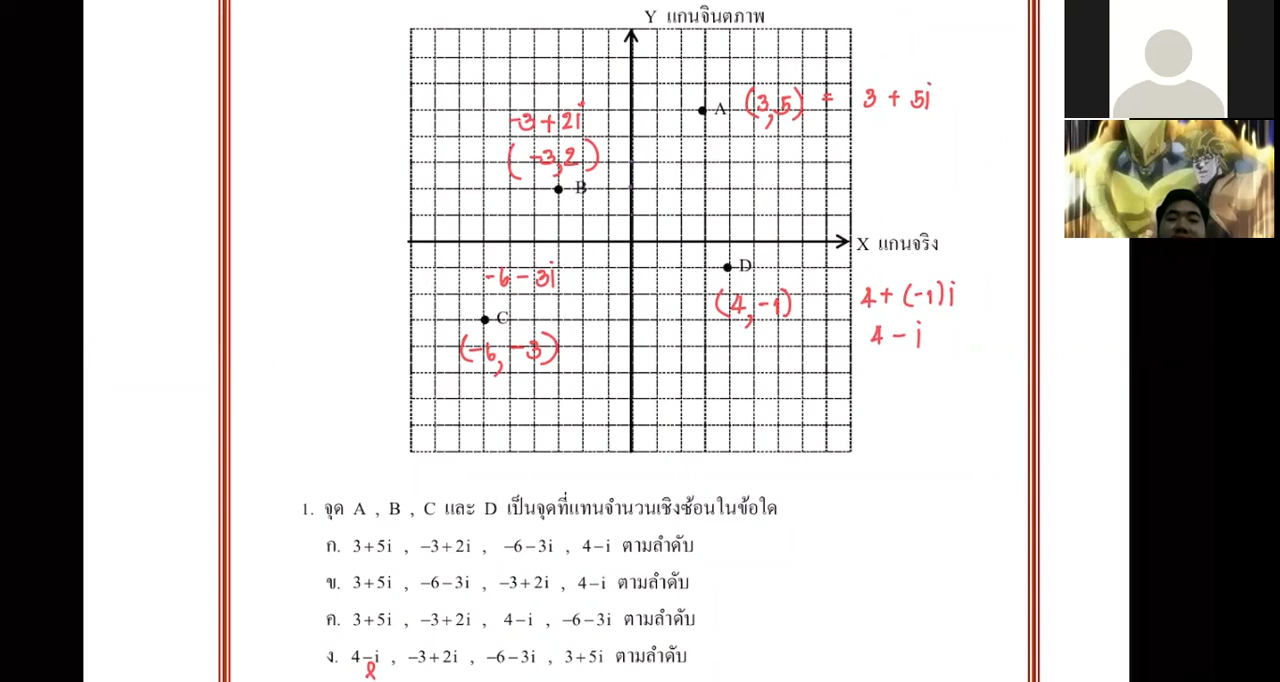 Y แกนจินตภาพ
A (3,5) = 3 + 5i
-3+2i
(-3,2)
B
X แกนจริง
D
-6-3i
(4,-1) 4+(-1)i
C
4-i
(-6,-3)
1. จุด A , B , C และ D เป็นจุดที่แทนจำนวนเชิงซ้อนในข้อใด
ก. 3+5i , −3+2i , −6−3i , 4−i ตามลำดับ
ข. 3+5i , −6−3i , −3+2i , 4−i ตามลำดับ
ค. 3+5i , −3+2i , 4−i , −6−3i ตามลำดับ
ง. 4−i , −3+2i , −6−3i , 3+5i ตามลำดับ